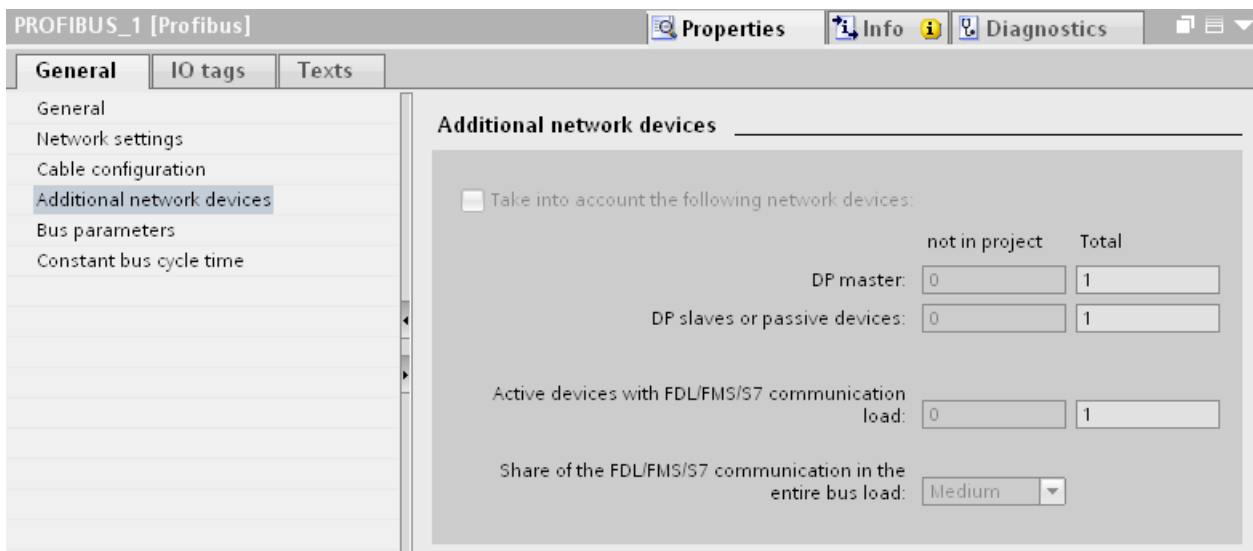 PROFIBUS_1 [Profibus]
Properties
Info
Diagnostics
General
IO tags
Texts
General
Network settings
Cable configuration
Additional network devices
Bus parameters
Constant bus cycle time
Additional network devices
Take into account the following network devices:
not in project Total
DP master: 0 1
DP slaves or passive devices: 0 1
Active devices with FDL/FMS/S7 communication
load: 0 1
Share of the FDL/FMS/S7 communication in the
entire bus load: Medium